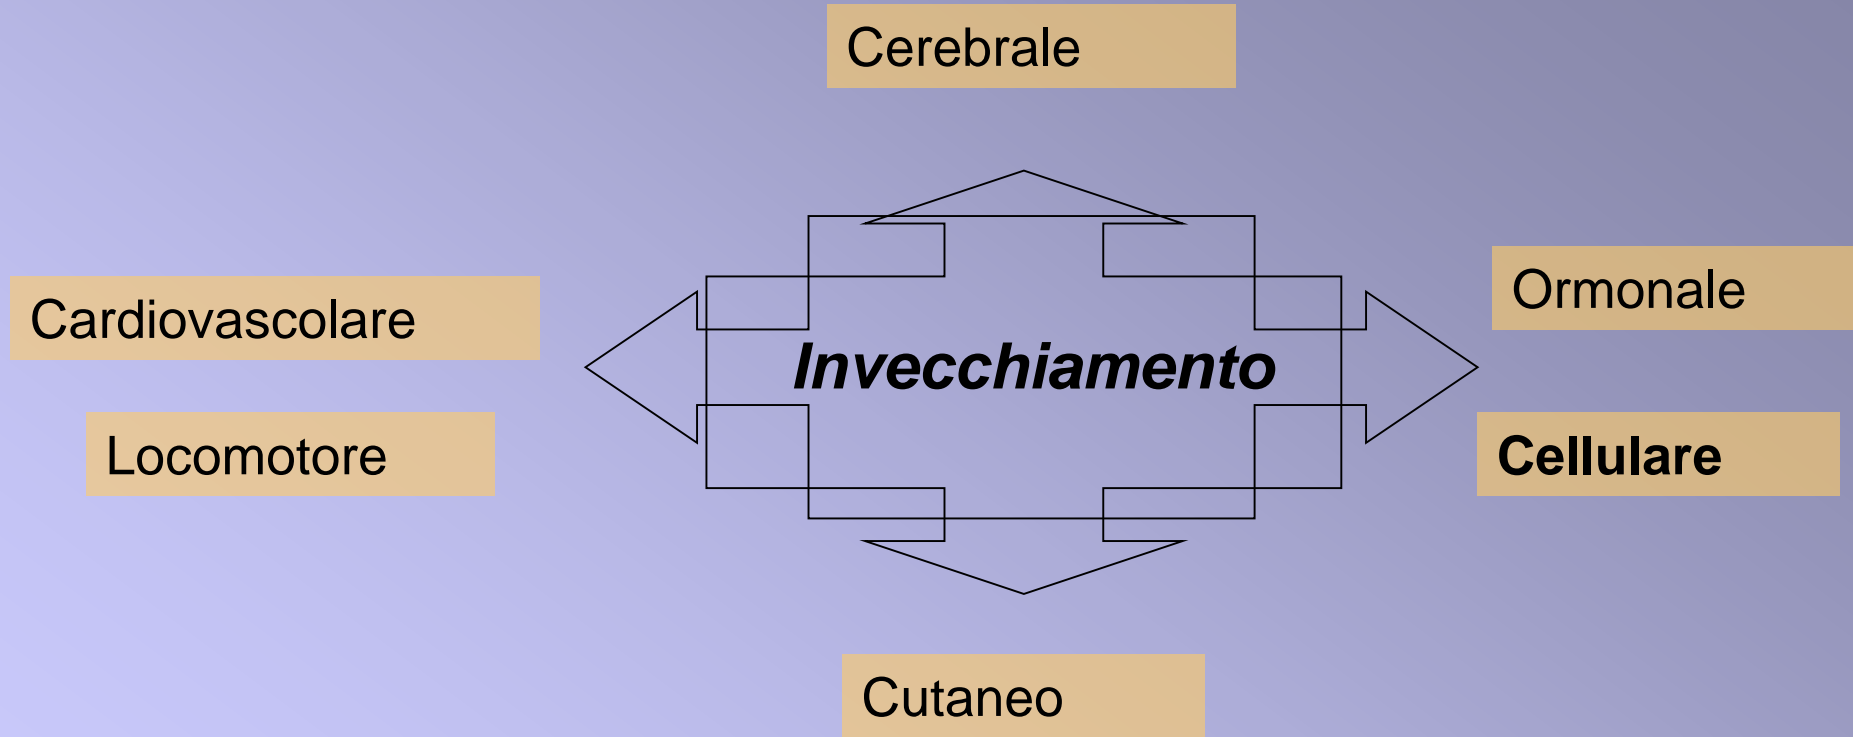 Cerebrale
Ormonale
Cardiovascolare
Invecchiamento
Locomotore
Cellulare
Cutaneo